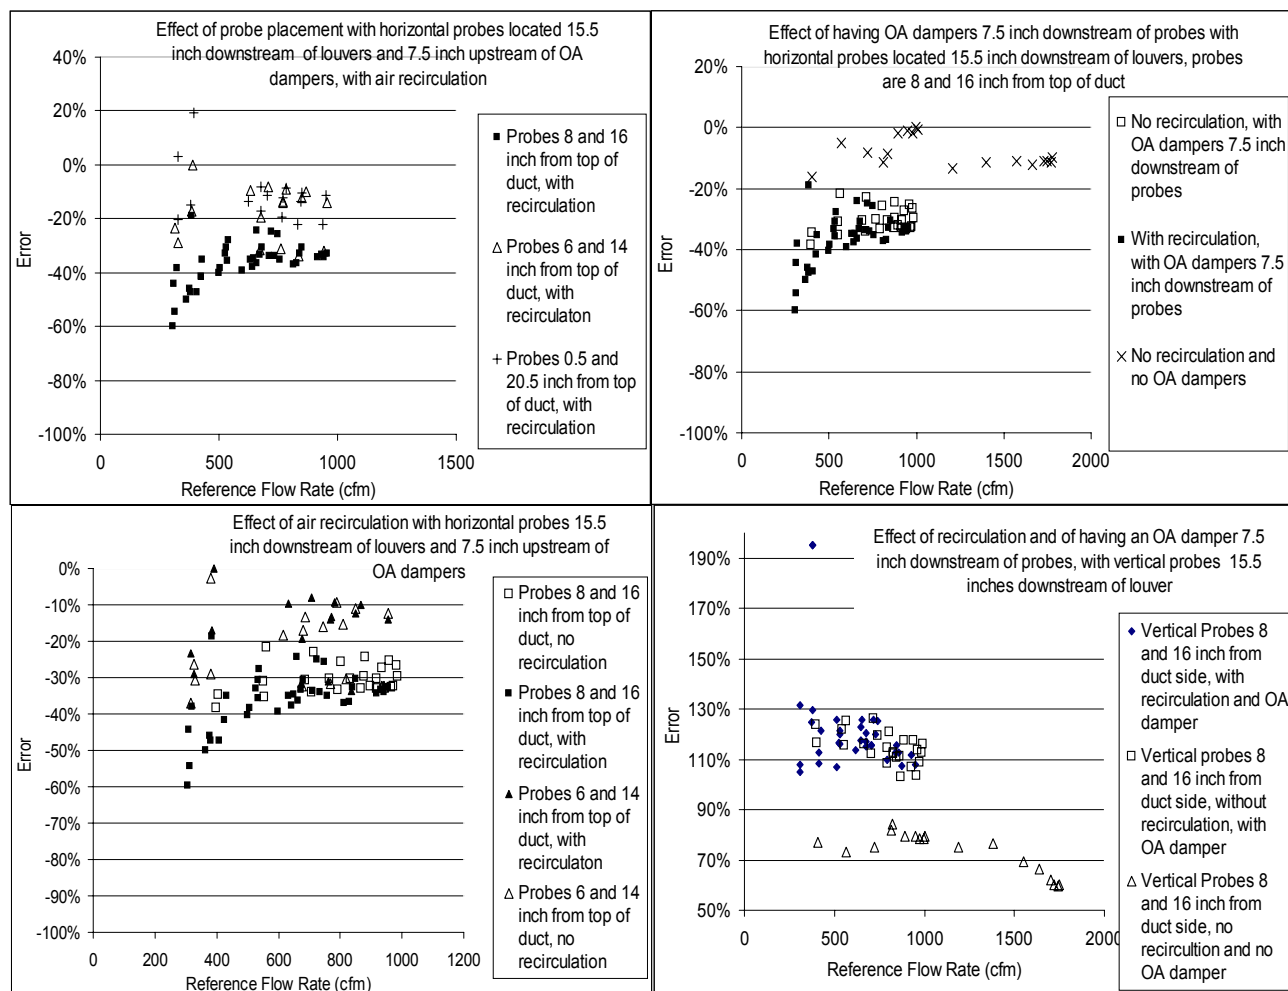 Effect of probe placement with horizontal probes located 15.5
inch downstream of louvers and 7.5 inch upstream of OA
dampers, with air recirculation
40%
20%
0%
-20%
-40%
-60%
-80%
-100%
Error
0
500
1000
1500
Reference Flow Rate (cfm)
Probes 8 and 16
inch from top of
duct, with
recirculation
Probes 6 and 14
inch from top of
duct, with
recirculaton
Probes 0.5 and
20.5 inch from top
of duct, with
recirculation
Effect of having OA dampers 7.5 inch downstream of probes with
horizontal probes located 15.5 inch downstream of louvers, probes
are 8 and 16 inch from top of duct
20%
0%
-20%
-40%
-60%
-80%
-100%
Error
0
500
1000
1500
2000
Reference Flow Rate (cfm)
No recirculation, with
OA dampers 7.5 inch
downstream of
probes
With recirculation,
with OA dampers 7.5
inch downstream of
probes
No recirculation and
no OA dampers
Effect of air recirculation with horizontal probes 15.5
inch downstream of louvers and 7.5 inch upstream of
OA dampers
0%
-10%
-20%
-30%
-40%
-50%
-60%
-70%
-80%
-90%
-100%
Error
0
200
400
600
800
1000
1200
Reference Flow Rate (cfm)
Probes 8 and 16
inch from top of
duct, no
recirculation
Probes 8 and 16
inch from top of
duct, with
recirculation
Probes 6 and 14
inch from top of
duct, with
recirculaton
Probes 6 and 14
inch from top of
duct, no
recirculation
Effect of recirculation and of having an OA damper 7.5
inch downstream of probes, with vertical probes 15.5
inches downstream of louver
190%
170%
150%
130%
110%
90%
70%
50%
Error
0
500
1000
1500
2000
Reference Flow Rate (cfm)
Vertical Probes 8
and 16 inch from
duct side, with
recirculation and OA
damper
Vertical probes 8
and 16 inch from
duct side, without
recirculation, with
OA damper
Vertical Probes 8
and 16 inch from
duct side, no
recircultion and no
OA damper